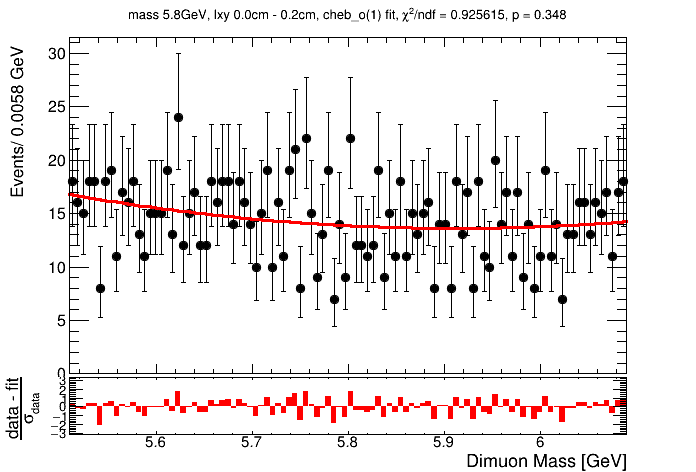 mass 5.8GeV, lxy 0.0cm - 0.2cm, cheb_o(1) fit, χ²/ndf = 0.925615, p = 0.348
Events/ 0.0058 GeV
30
25
20
15
10
5
0
data - fit
σdata
3
2
1
0
−1
−2
−3
5.6 5.7 5.8 5.9 6
Dimuon Mass [GeV]